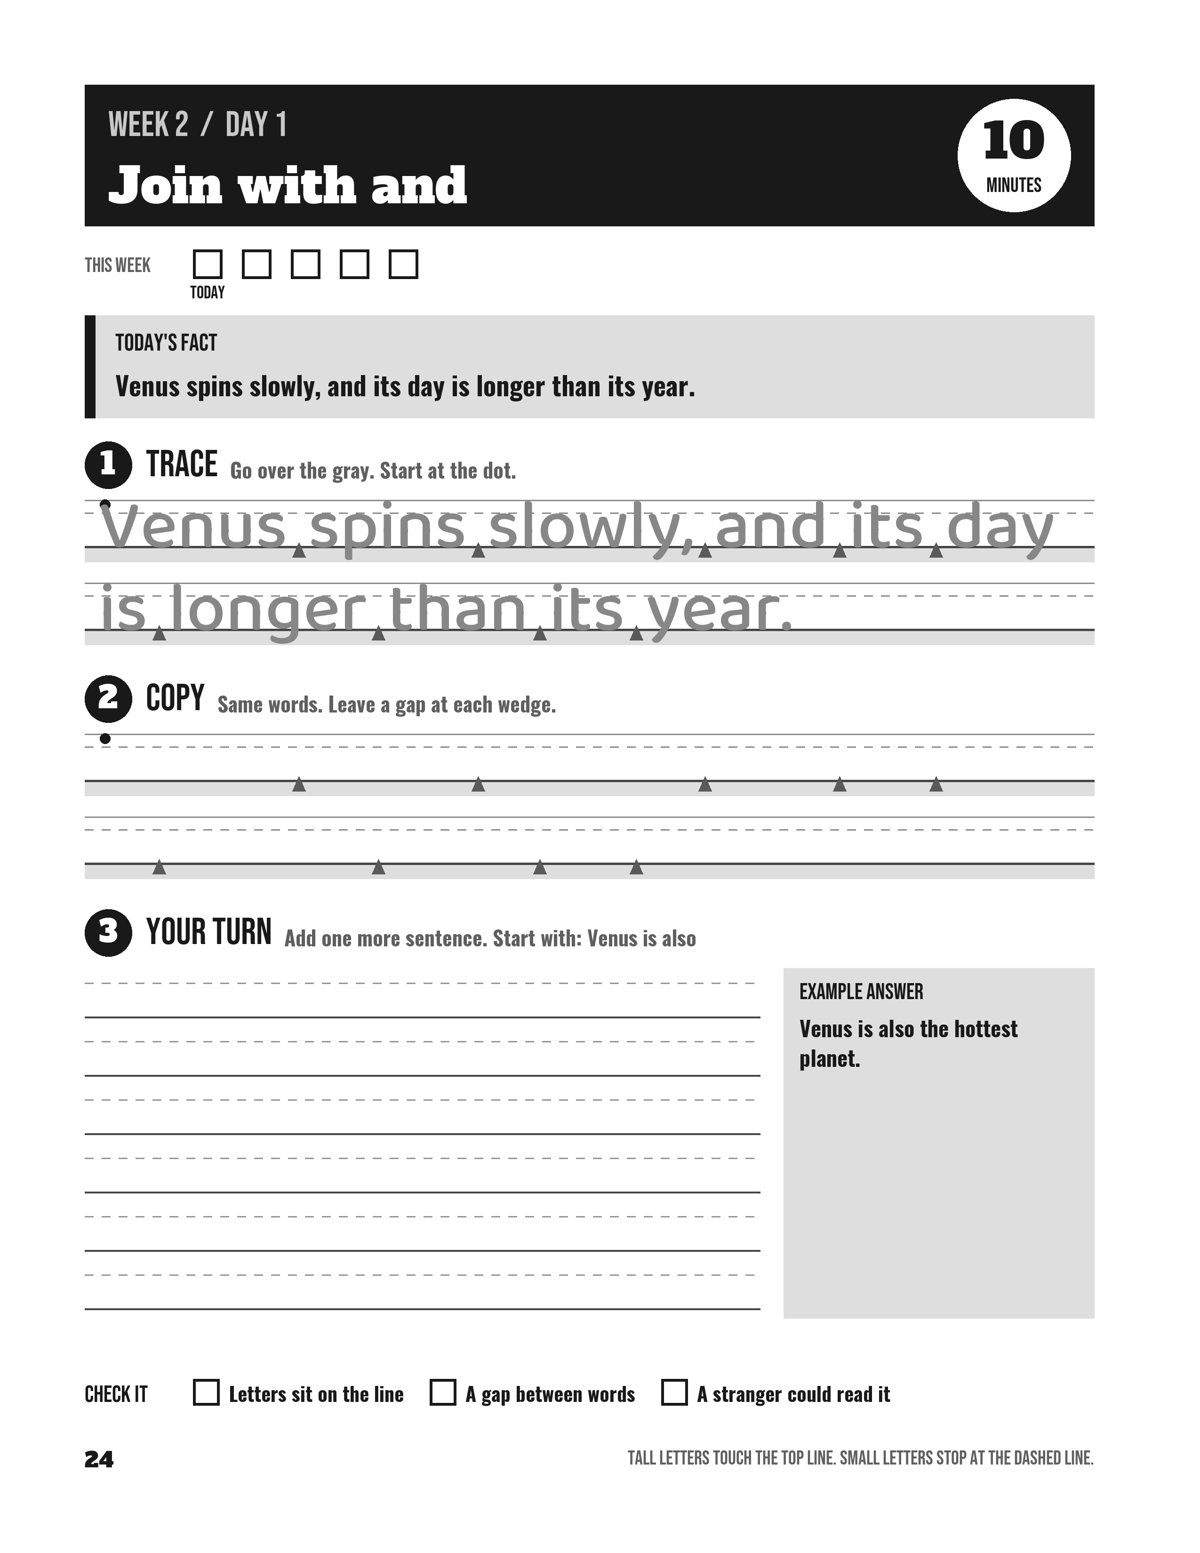 WEEK 2 / DAY 1
Join with and
10
MINUTES
THIS WEEK
TODAY
TODAY'S FACT
Venus spins slowly, and its day is longer than its year.
1 TRACE Go over the gray. Start at the dot.
Venus spins slowly, and its day
is longer than its year.
2 COPY Same words. Leave a gap at each wedge.
3 YOUR TURN Add one more sentence. Start with: Venus is also
EXAMPLE ANSWER
Venus is also the hottest
planet.
CHECK IT Letters sit on the line A gap between words A stranger could read it
24
TALL LETTERS TOUCH THE TOP LINE. SMALL LETTERS STOP AT THE DASHED LINE.